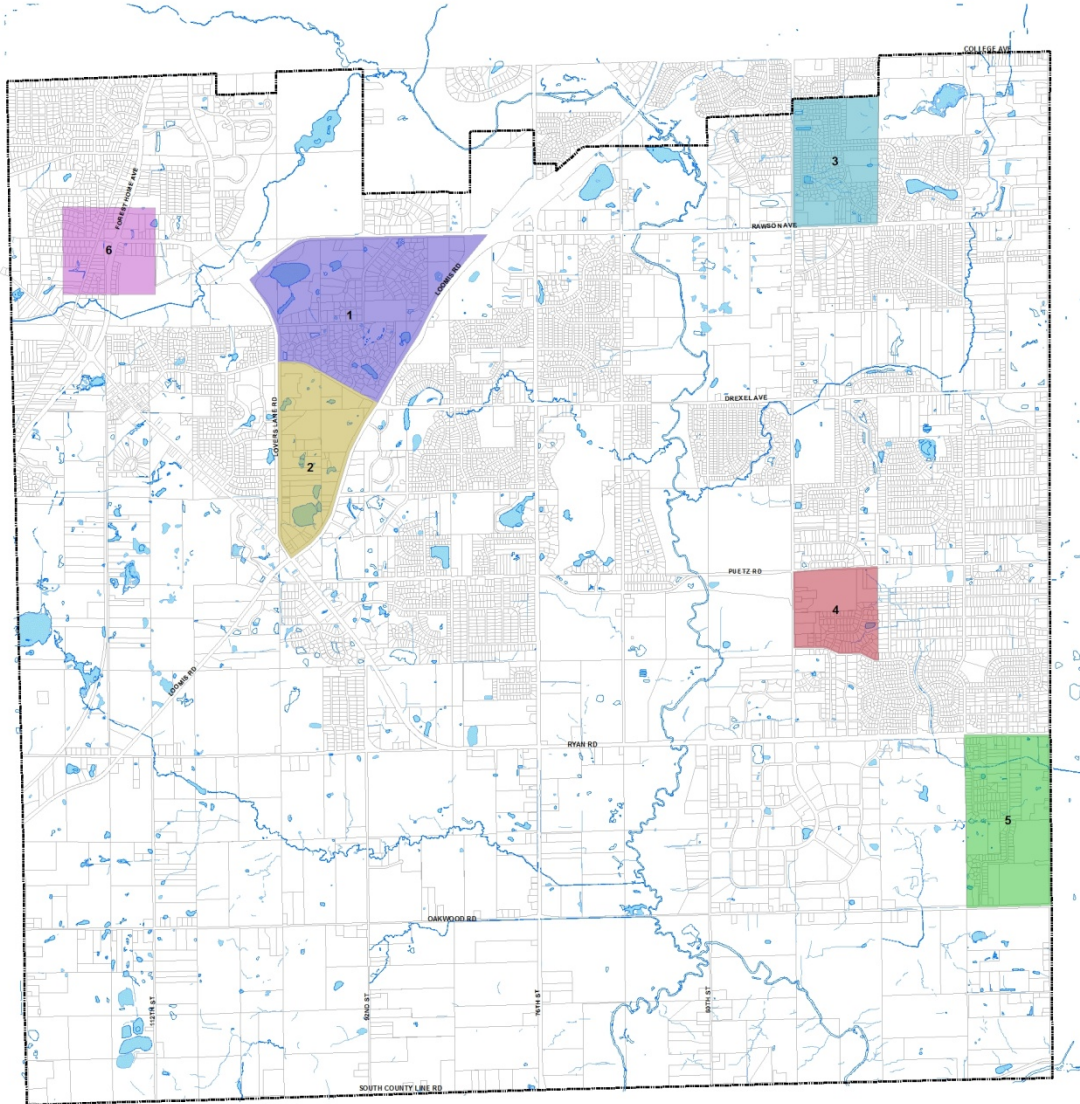 COLLEGE AVE
3
FOREST HOME AVE
RAWSON AVE
6
LOOMIS RD
1
DREXEL AVE
LOVERS LANE RD
2
PUETZ RD
4
LOOMIS RD
RYAN RD
5
OAKWOOD RD
112TH ST
92ND ST
76TH ST
SOUTH COUNTY LINE RD